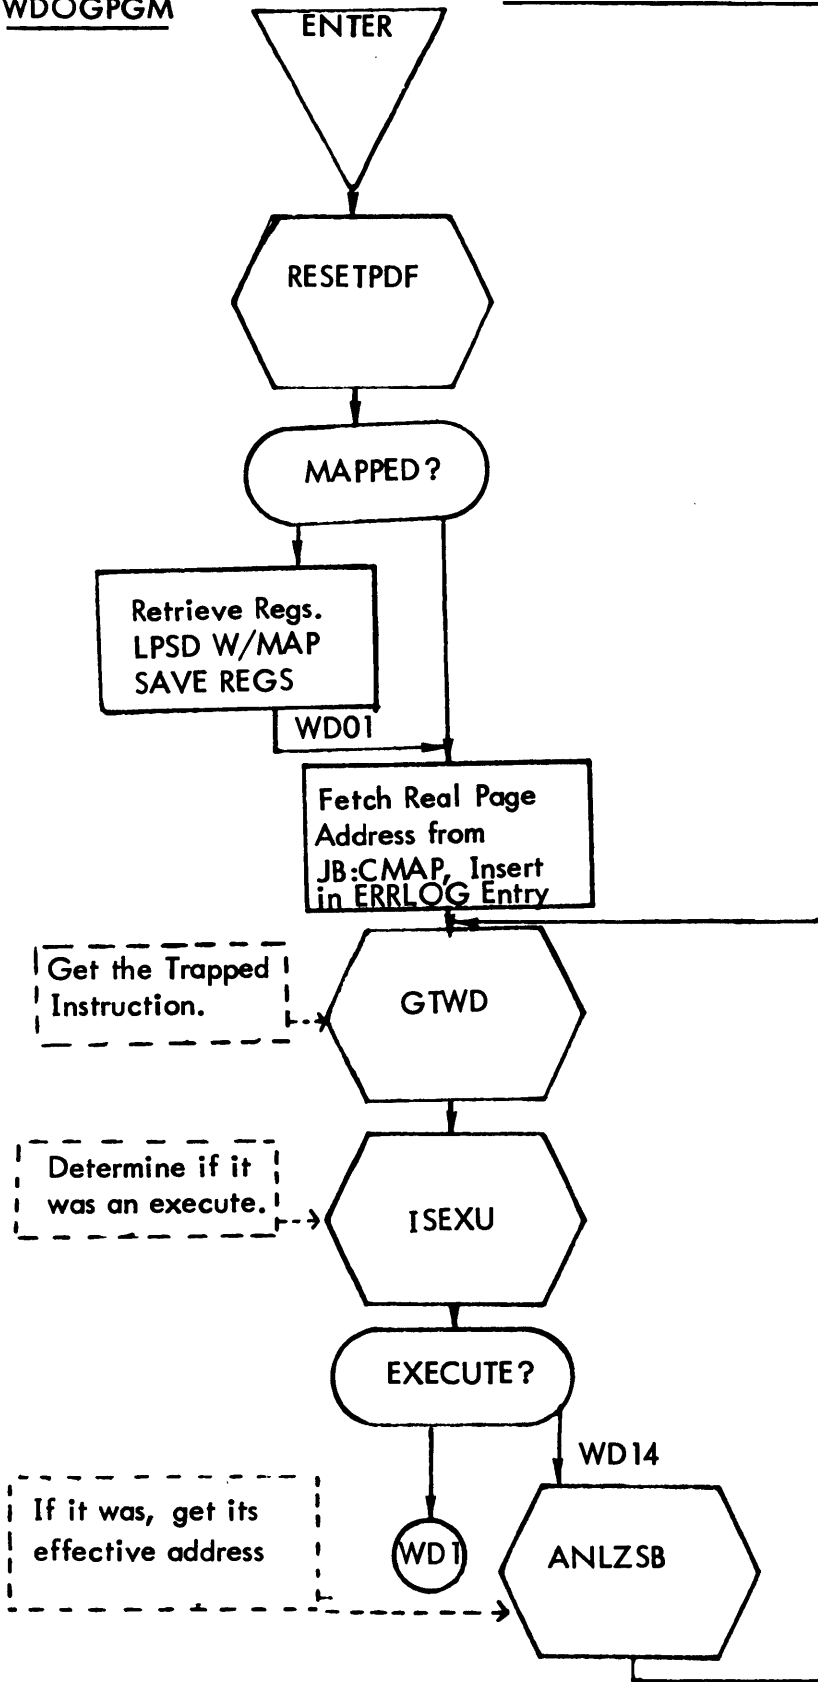 WDOGPGM
ENTER
RESETPDF
MAPPED?
Retrieve Regs.
LPSD W/MAP
SAVE REGS
WD01
Fetch Real Page
Address from
JB:CMAP, Insert
in ERRLOG Entry
Get the Trapped
Instruction.
GTWD
Determine if it
was an execute.
ISEXU
EXECUTE?
WD14
If it was, get its
effective address
WD1
ANLZSB